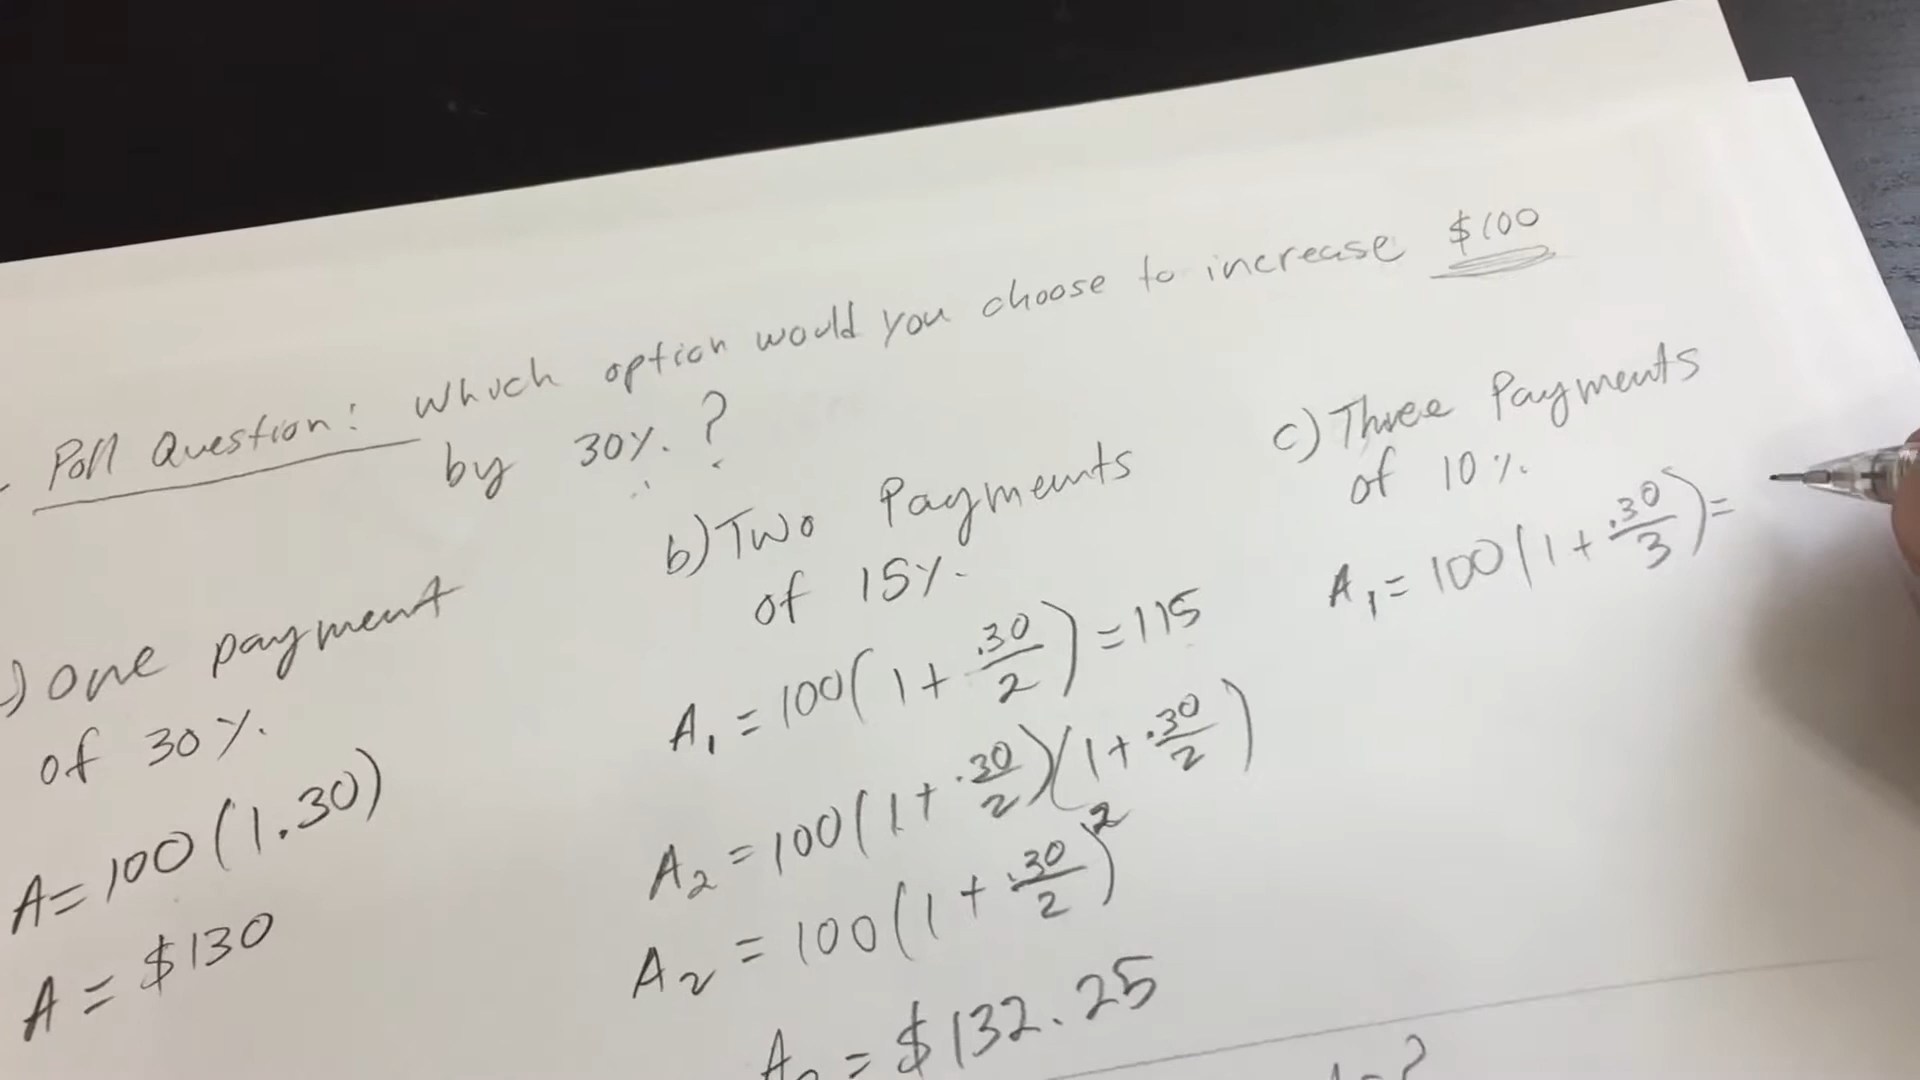 Poll Question: Whuch option would you choose to increase $100
by 30%. ?
) One payment
of 30%.
A = 100(1.30)
A = $130
b) Two Payments
of 15%.
A₁ = 100(1 + .30/2) = 115
A₂ = 100(1 + .30/2)(1 + .30/2)
A₂ = 100(1 + .30/2)²
A₂ = $132.25
c) Three Payments
of 10%.
A₁ = 100(1 + .30/3) =